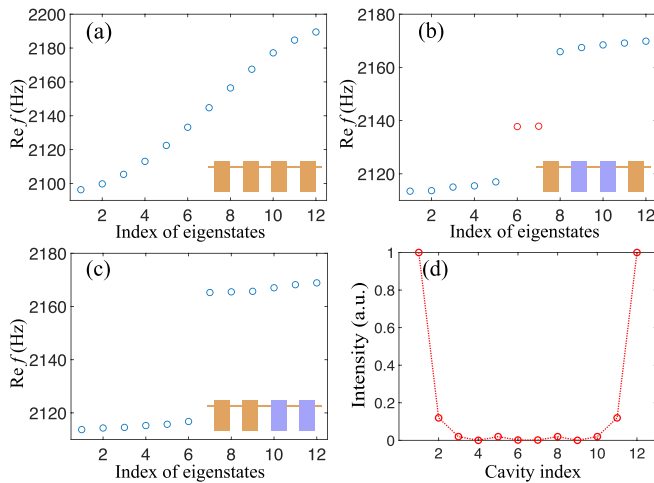 (a)
2200
2180
2160
2140
2120
2100
Re f (Hz)
2 4 6 8 10 12
Index of eigenstates
(b)
2160
2140
2120
Re f (Hz)
2 4 6 8 10 12
Index of eigenstates
(c)
2180
2160
2140
2120
Re f (Hz)
2 4 6 8 10 12
Index of eigenstates
(d)
1
0.8
0.6
0.4
0.2
0
Intensity (a.u.)
2 4 6 8 10 12
Cavity index